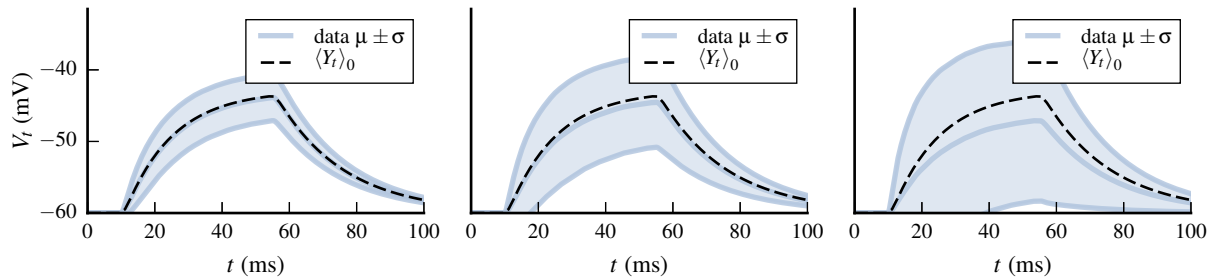 data μ ± σ
⟨Y_t⟩_0
data μ ± σ
⟨Y_t⟩_0
data μ ± σ
⟨Y_t⟩_0
V_t (mV)
−40
−50
−60
0 20 40 60 80 100
0 20 40 60 80 100
0 20 40 60 80 100
t (ms)
t (ms)
t (ms)